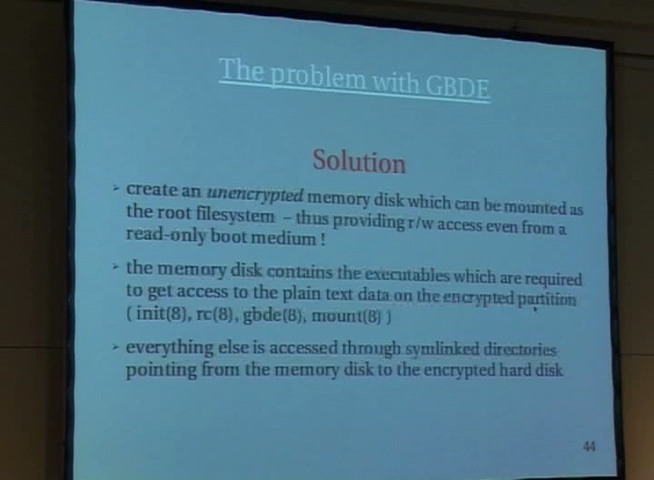 The problem with GBDE
Solution
➢ create an unencrypted memory disk which can be mounted as
the root filesystem – thus providing r/w access even from a
read-only boot medium !
➢ the memory disk contains the executables which are required
to get access to the plain text data on the encrypted partition
( init(8), rc(8), gbde(8), mount(8) )
➢ everything else is accessed through symlinked directories
pointing from the memory disk to the encrypted hard disk
44